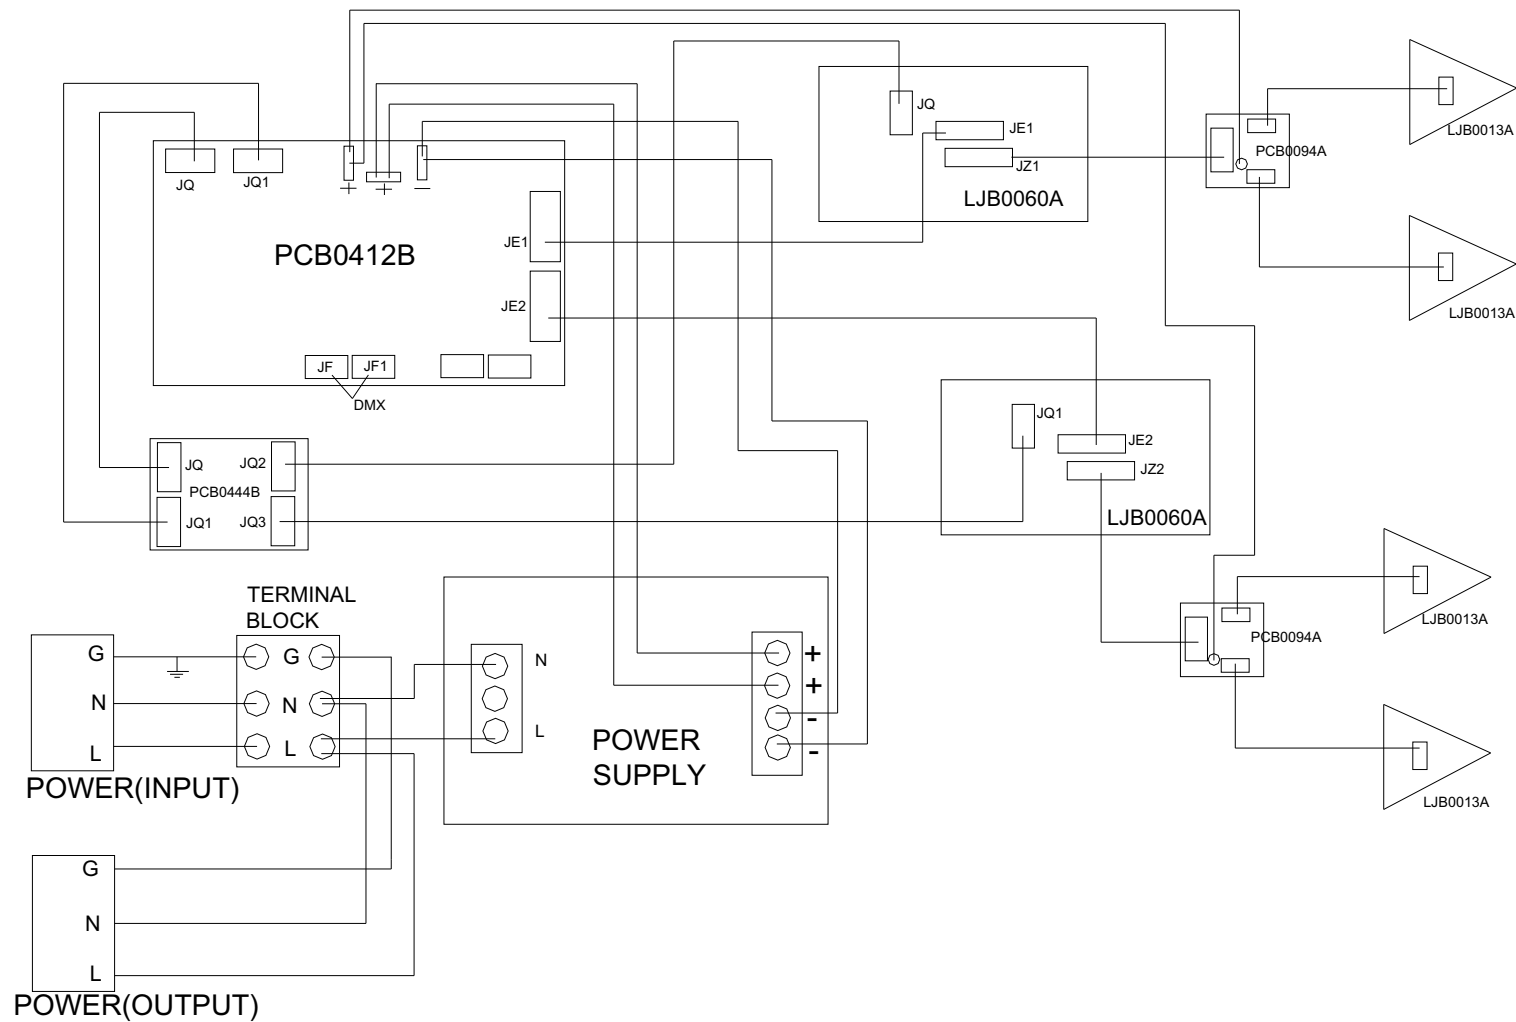 JQ
JE1
JZ1
LJB0060A
LJB0013A
PCB0094A
LJB0013A
JQ
JQ1
+
+
−
JE1
PCB0412B
JE2
JF
JF1
DMX
JQ1
JE2
JZ2
LJB0060A
JQ
JQ2
PCB0444B
JQ1
JQ3
LJB0013A
PCB0094A
LJB0013A
TERMINAL
BLOCK
G
N
L
G
N
L
POWER(INPUT)
N
L
POWER
SUPPLY
+
+
-
-
G
N
L
POWER(OUTPUT)